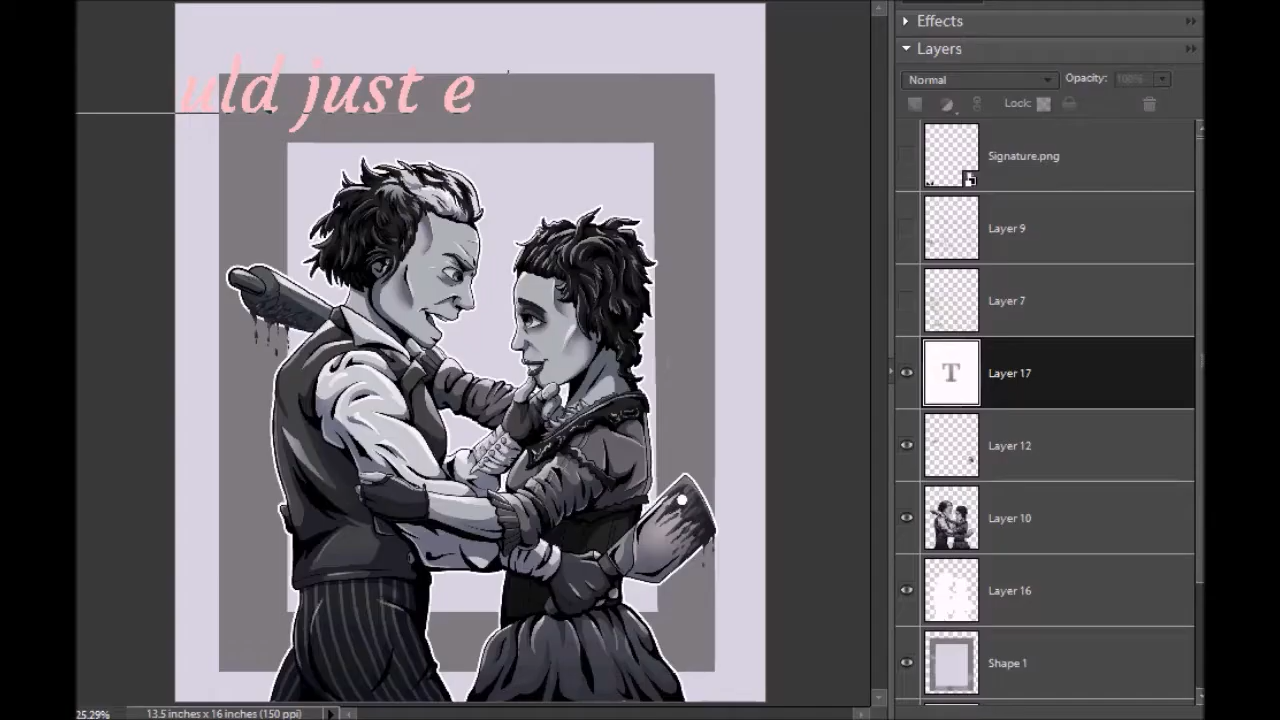 Effects
Layers
Normal
Opacity: 100%
Lock:
uld just e
Signature.png
Layer 9
Layer 7
T
Layer 17
Layer 12
Layer 10
Layer 16
Shape 1
25.29%
13.5 inches x 16 inches (150 ppi)